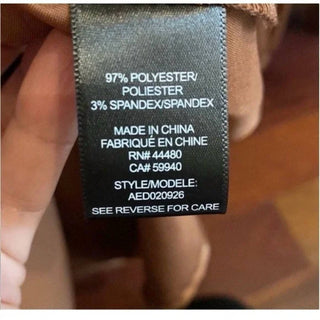 97% POLYESTER/
POLIESTER
3% SPANDEX/SPANDEX
MADE IN CHINA
FABRIQUÉ EN CHINE
RN# 44480
CA# 59940
STYLE/MODELE:
AED020926
SEE REVERSE FOR CARE